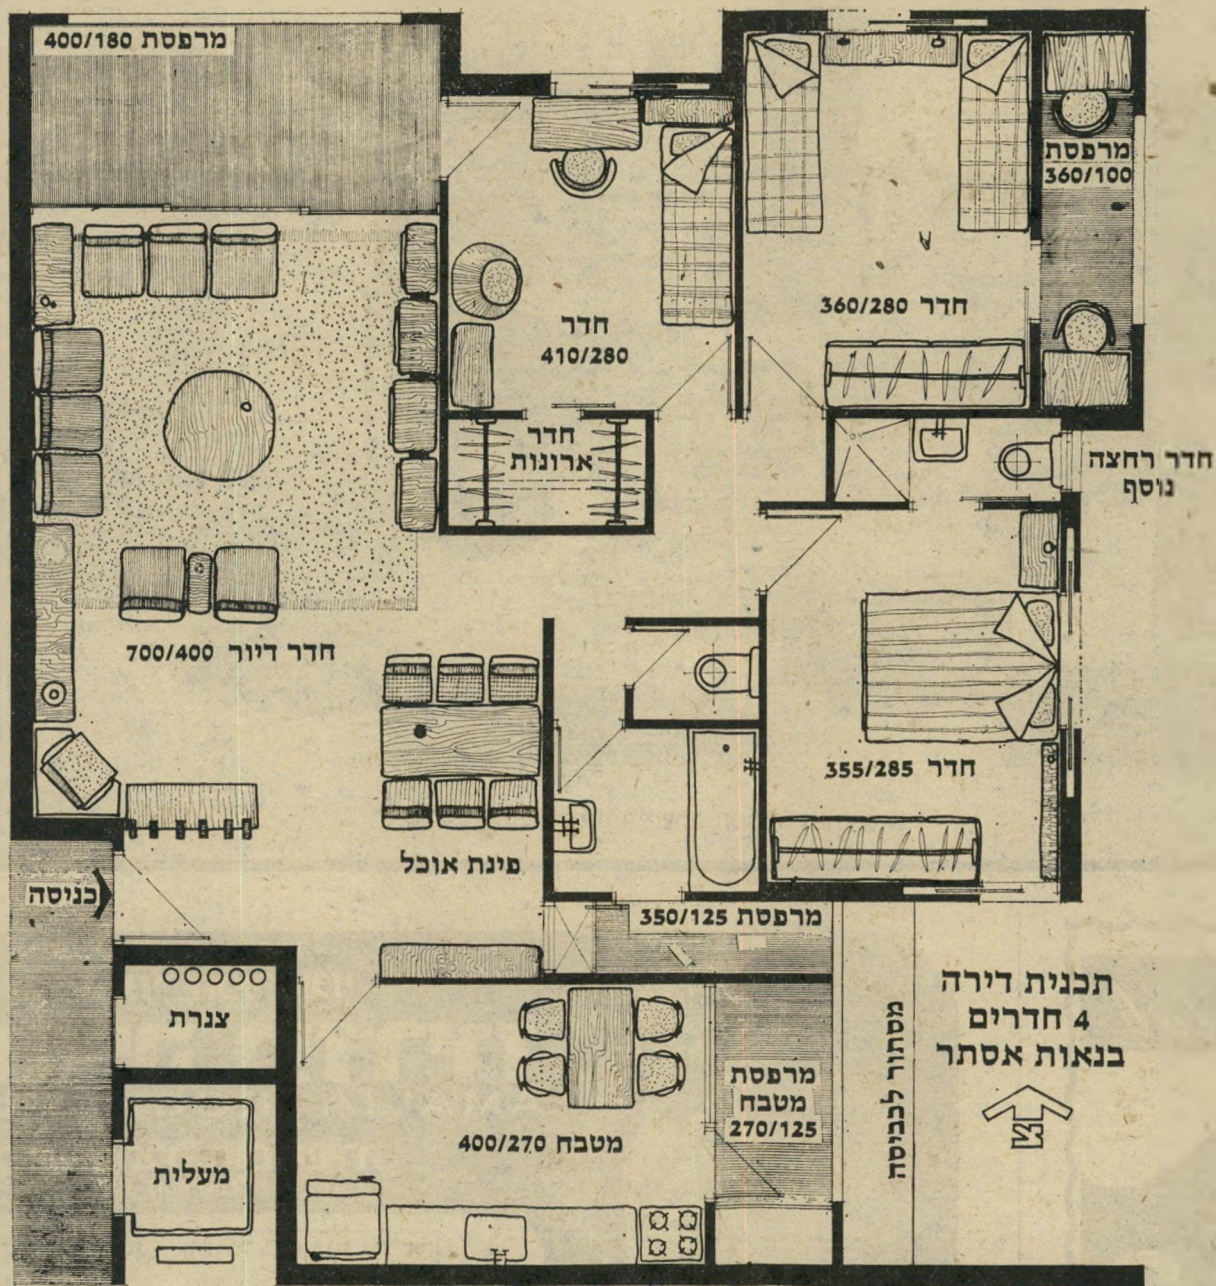 מרפסת 400/180
מרפסת
360/100
חדר 360/280
חדר
410/280
חדר
ארונות
חדר רחצה
נוסף
חדר דיור 700/400
חדר 355/285
פינת אוכל
כניסה
מרפסת 350/125
צנרת
תכנית דירה
4 חדרים
בנאות אסתר
מסתור לכביסה
מרפסת
מטבח
270/125
מטבח 400/270
מעלית